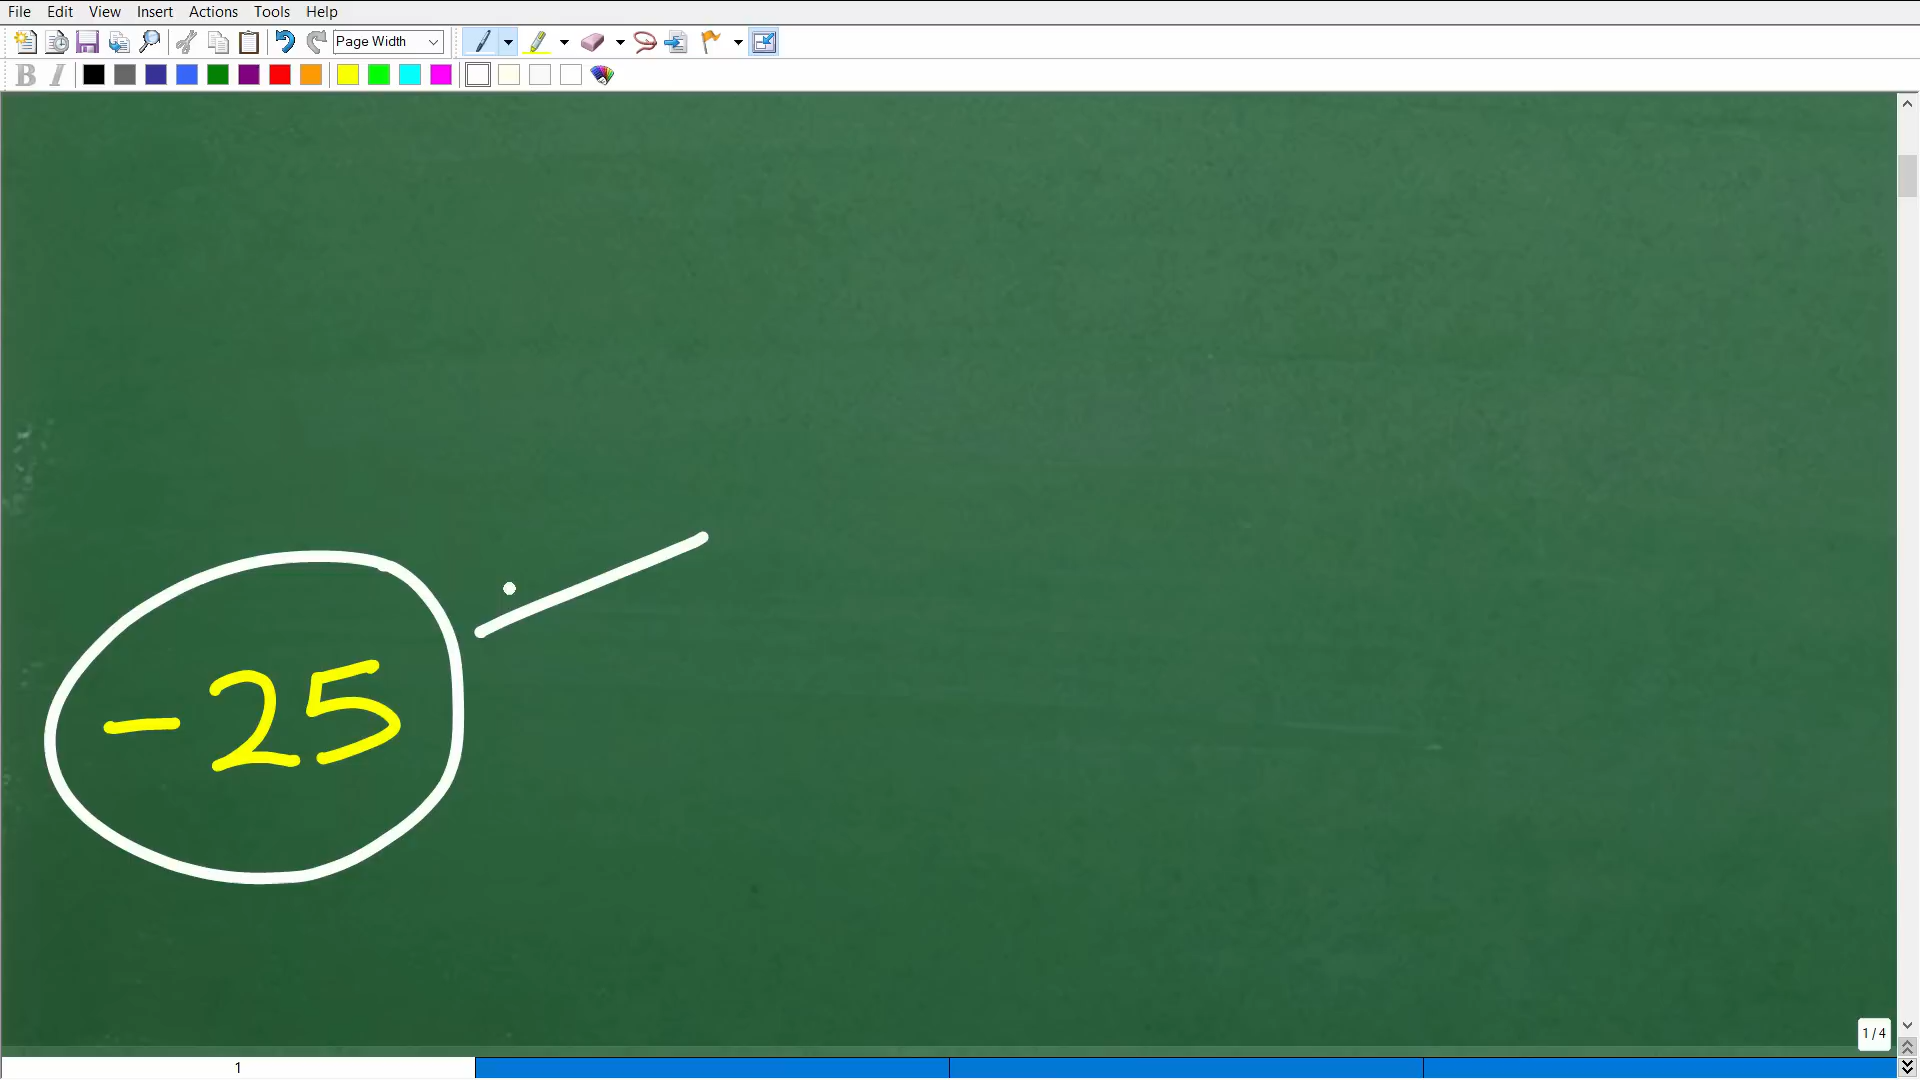 File Edit View Insert Actions Tools Help
Page Width
B I
-25
1 / 4
1